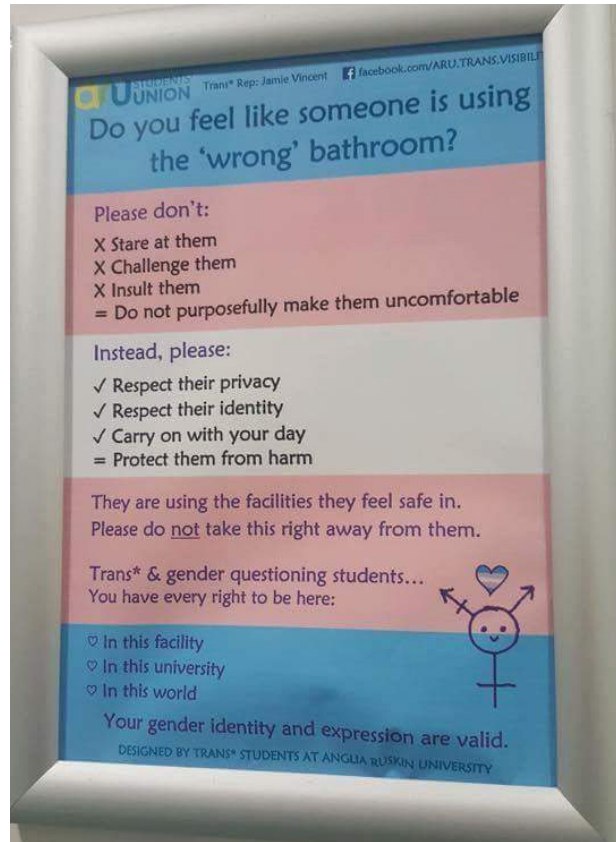 aru STUDENTS UNION Trans* Rep: Jamie Vincent facebook.com/ARU.TRANS.VISIBILI
Do you feel like someone is using
the ‘wrong’ bathroom?
Please don’t:
X Stare at them
X Challenge them
X Insult them
= Do not purposefully make them uncomfortable
Instead, please:
✓ Respect their privacy
✓ Respect their identity
✓ Carry on with your day
= Protect them from harm
They are using the facilities they feel safe in.
Please do not take this right away from them.
Trans* & gender questioning students...
You have every right to be here:
♡ In this facility
♡ In this university
♡ In this world
Your gender identity and expression are valid.
DESIGNED BY TRANS* STUDENTS AT ANGLIA RUSKIN UNIVERSITY